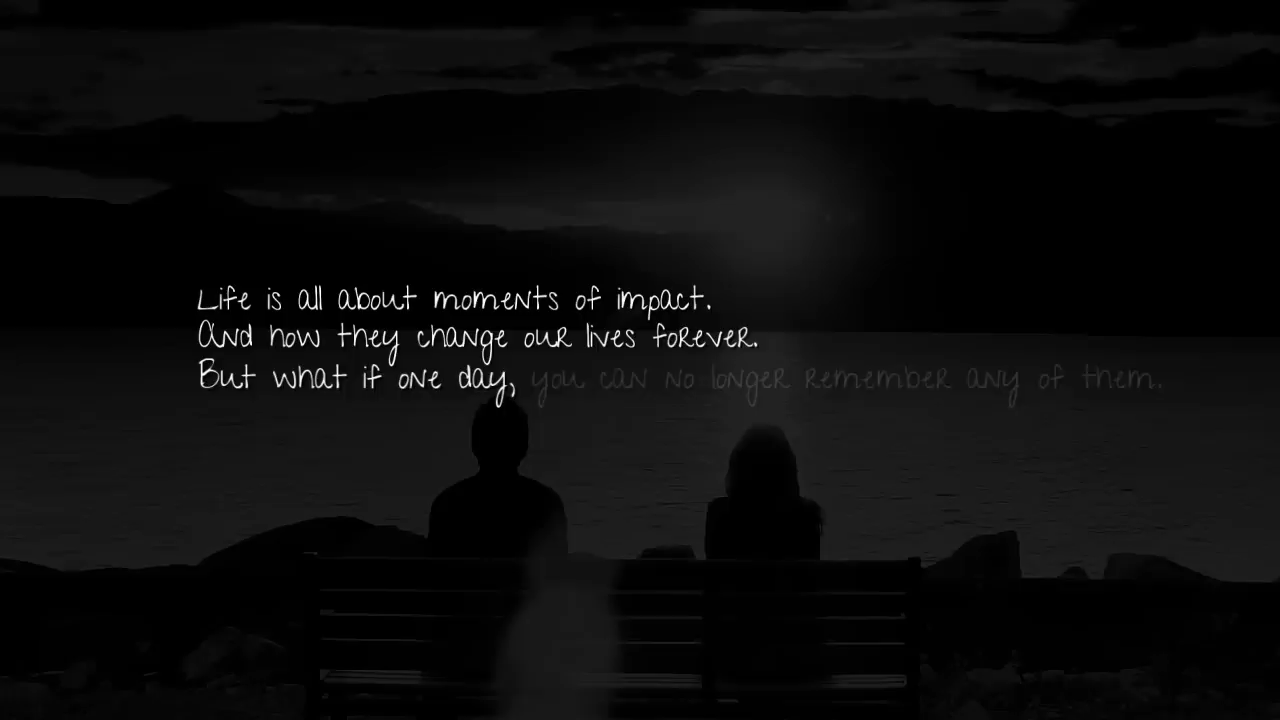 Life is all about moments of impact.
And how they change our lives forever.
But what if one day, you can no longer remember any of them.